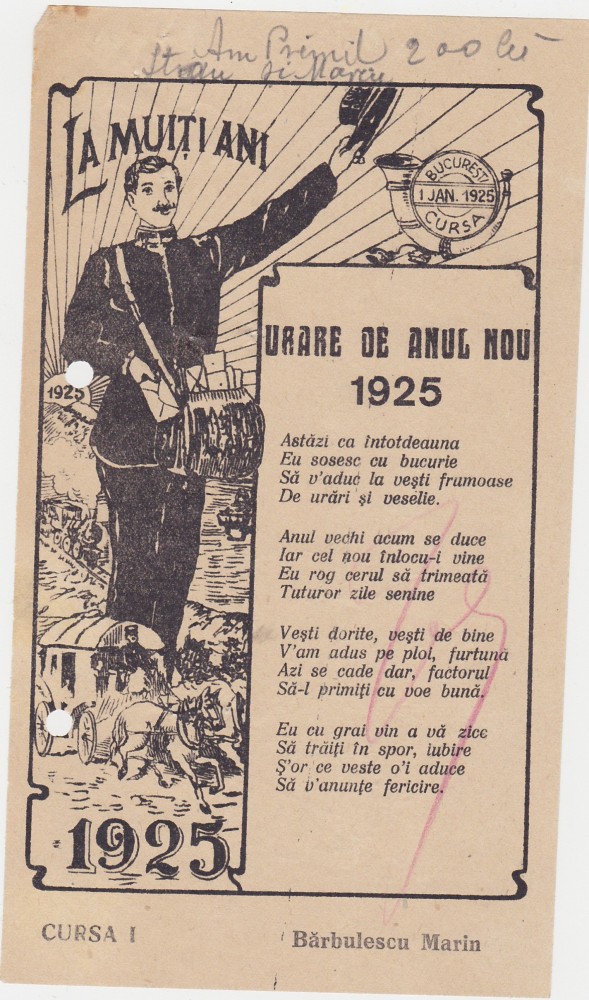 Am Primit 200 lei
LA MULȚI ANI
BUCUREȘTI
1 JAN. 1925
CURSA
URARE DE ANUL NOU
1925
1925
Astăzi ca întotdeauna
Eu sosesc cu bucurie
Să v'aduc la vești frumoase
De urări și veselie.
Anul vechi acum se duce
Iar cel nou înlocu-i vine
Eu rog cerul să trimeată
Tuturor zile senine
Vești dorite, vești de bine
V'am adus pe ploi, furtună
Azi se cade dar, factorul
Să-l primiți cu voe bună.
Eu cu grai vin a vă zice
Să trăiți în spor, iubire
Ș'or ce veste o'i aduce
Să v'anunțe fericire.
1925
CURSA I
Bărbulescu Marin